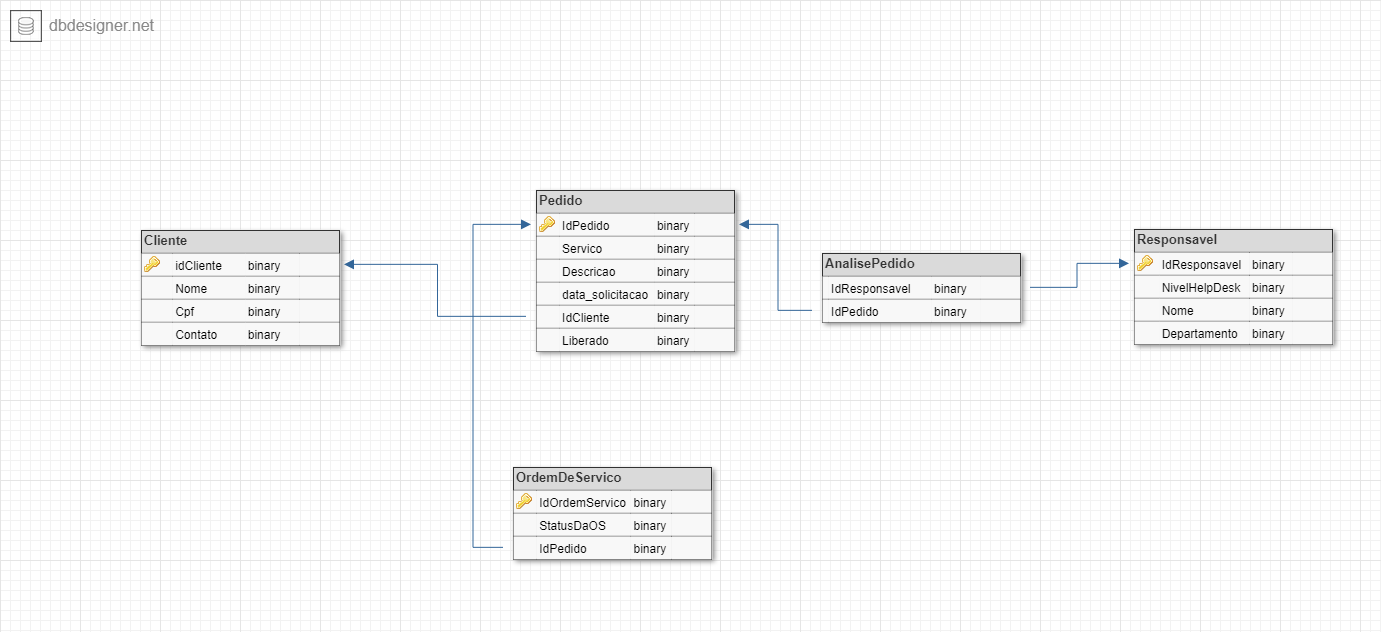 dbdesigner.net
Cliente
idCliente binary
Nome binary
Cpf binary
Contato binary
Pedido
IdPedido binary
Servico binary
Descricao binary
data_solicitacao binary
IdCliente binary
Liberado binary
AnalisePedido
IdResponsavel binary
IdPedido binary
Responsavel
IdResponsavel binary
NivelHelpDesk binary
Nome binary
Departamento binary
OrdemDeServico
IdOrdemServico binary
StatusDaOS binary
IdPedido binary